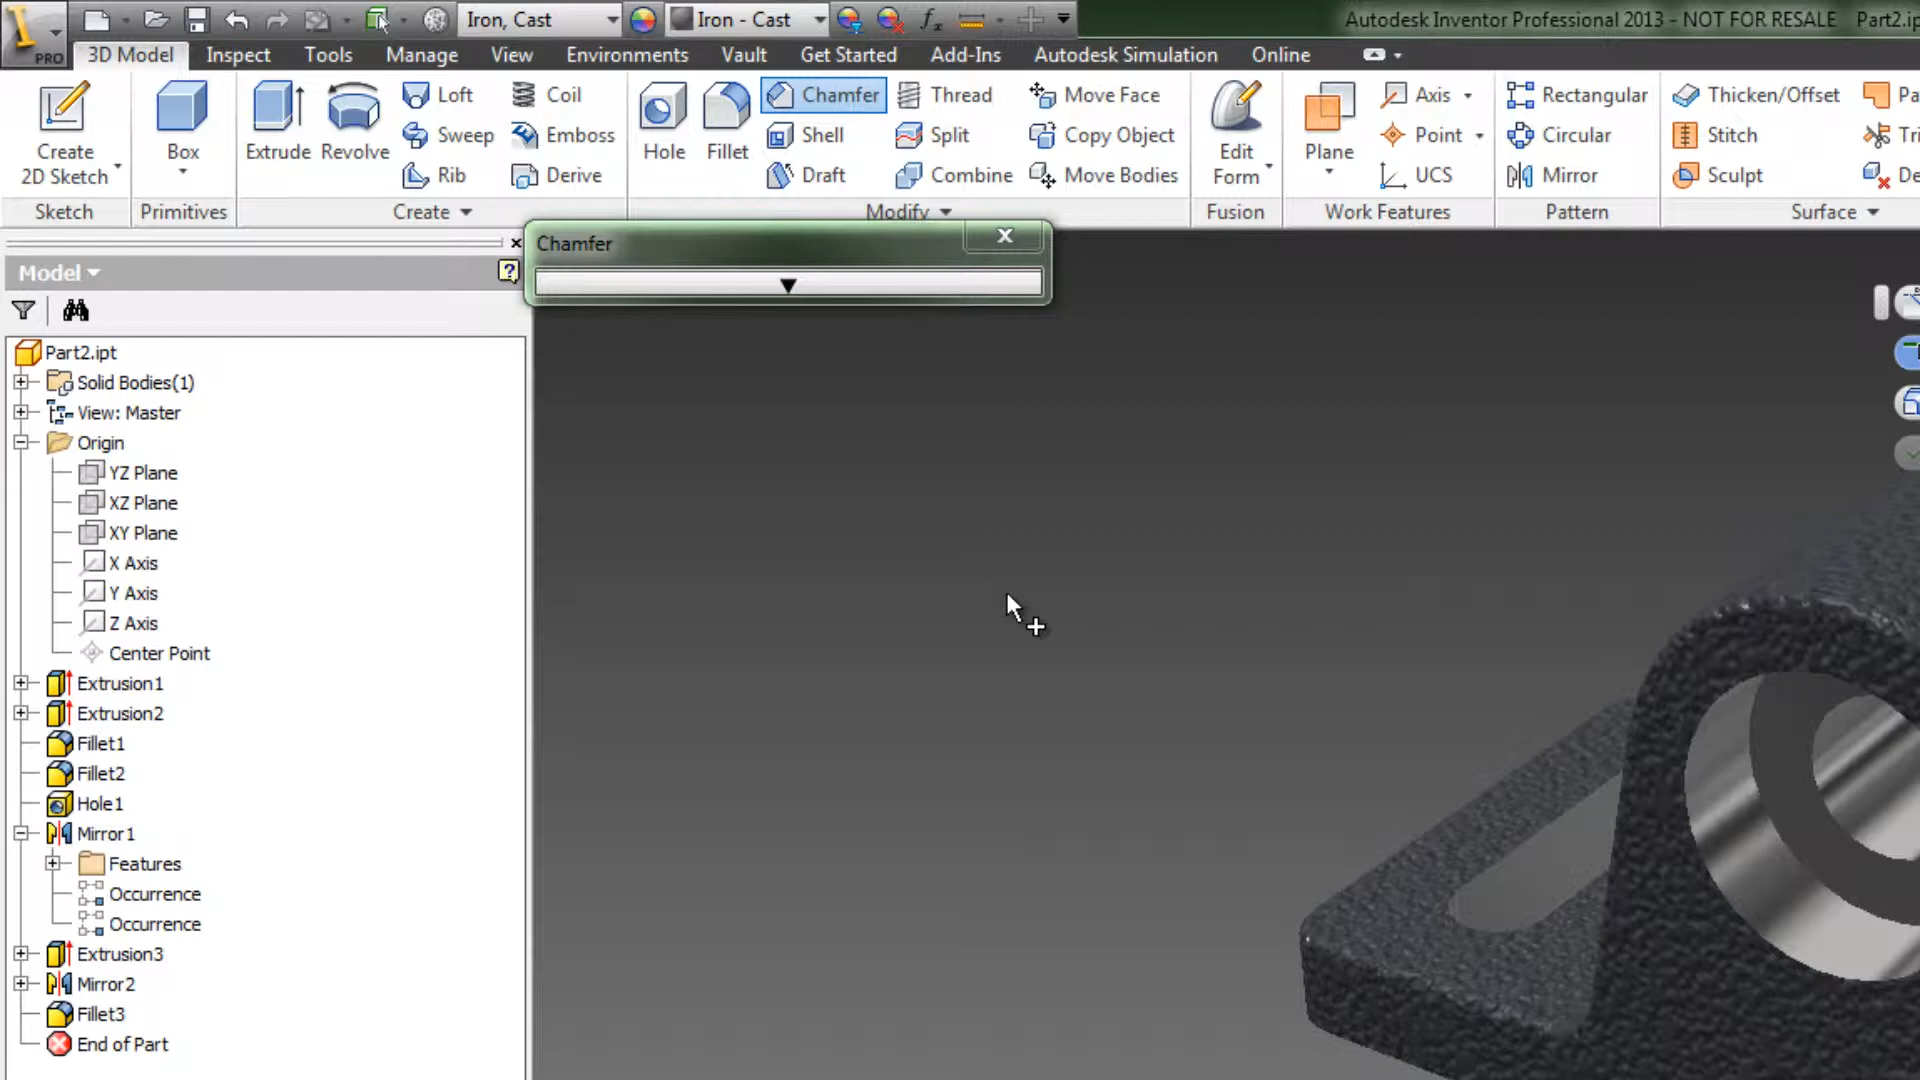 Iron, Cast Iron - Cast fx Autodesk Inventor Professional 2013 - NOT FOR RESALE Part2.ip
PRO 3D Model Inspect Tools Manage View Environments Vault Get Started Add-Ins Autodesk Simulation Online
Create 2D Sketch
Sketch
Box
Primitives
Extrude Revolve
Loft Coil
Sweep Emboss
Rib Derive
Create
Hole Fillet
Chamfer Thread Move Face
Shell Split Copy Object
Draft Combine Move Bodies
Modify
Edit Form
Fusion
Plane
Axis
Point
UCS
Work Features
Rectangular
Circular
Mirror
Pattern
Thicken/Offset Pa
Stitch Tri
Sculpt De
Surface
Chamfer
Model
Part2.ipt
Solid Bodies(1)
View: Master
Origin
YZ Plane
XZ Plane
XY Plane
X Axis
Y Axis
Z Axis
Center Point
Extrusion1
Extrusion2
Fillet1
Fillet2
Hole1
Mirror1
Features
Occurrence
Occurrence
Extrusion3
Mirror2
Fillet3
End of Part